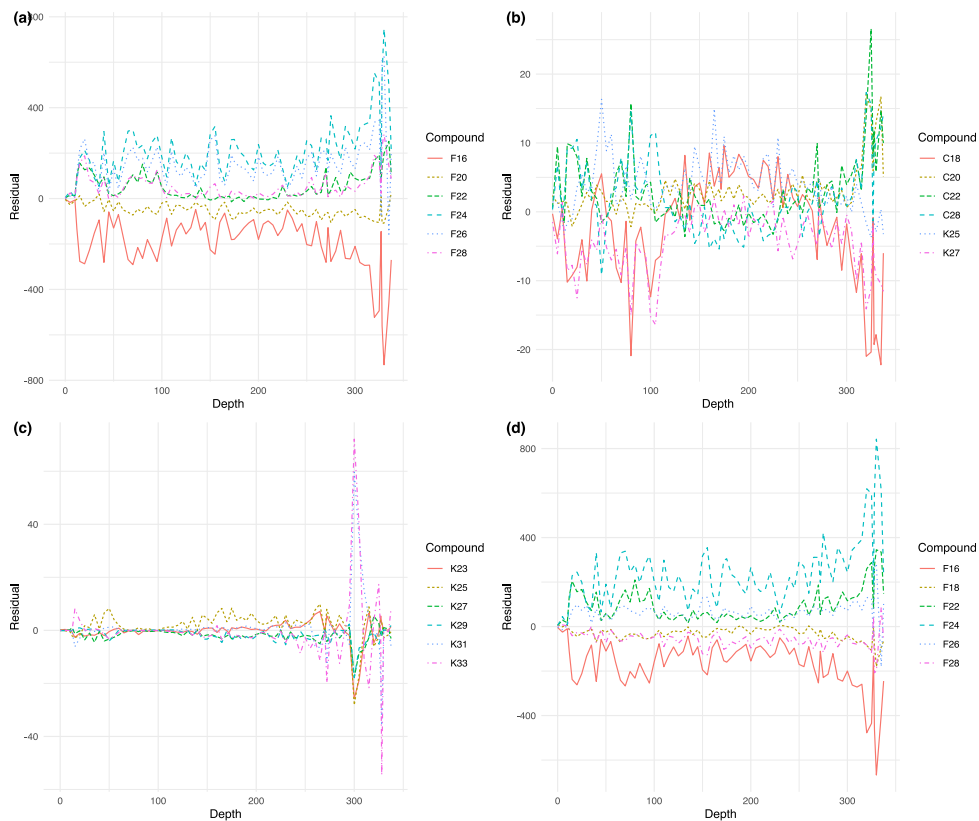 (a)
800
400
0
-400
-800
Residual
0
100
200
300
Depth
Compound
F16
F20
F22
F24
F26
F28
(b)
20
10
0
-10
-20
Residual
0
100
200
300
Depth
Compound
C18
C20
C22
C28
K25
K27
(c)
40
0
-40
Residual
0
100
200
300
Depth
Compound
K23
K25
K27
K29
K31
K33
(d)
800
400
0
-400
Residual
0
100
200
300
Depth
Compound
F16
F18
F22
F24
F26
F28